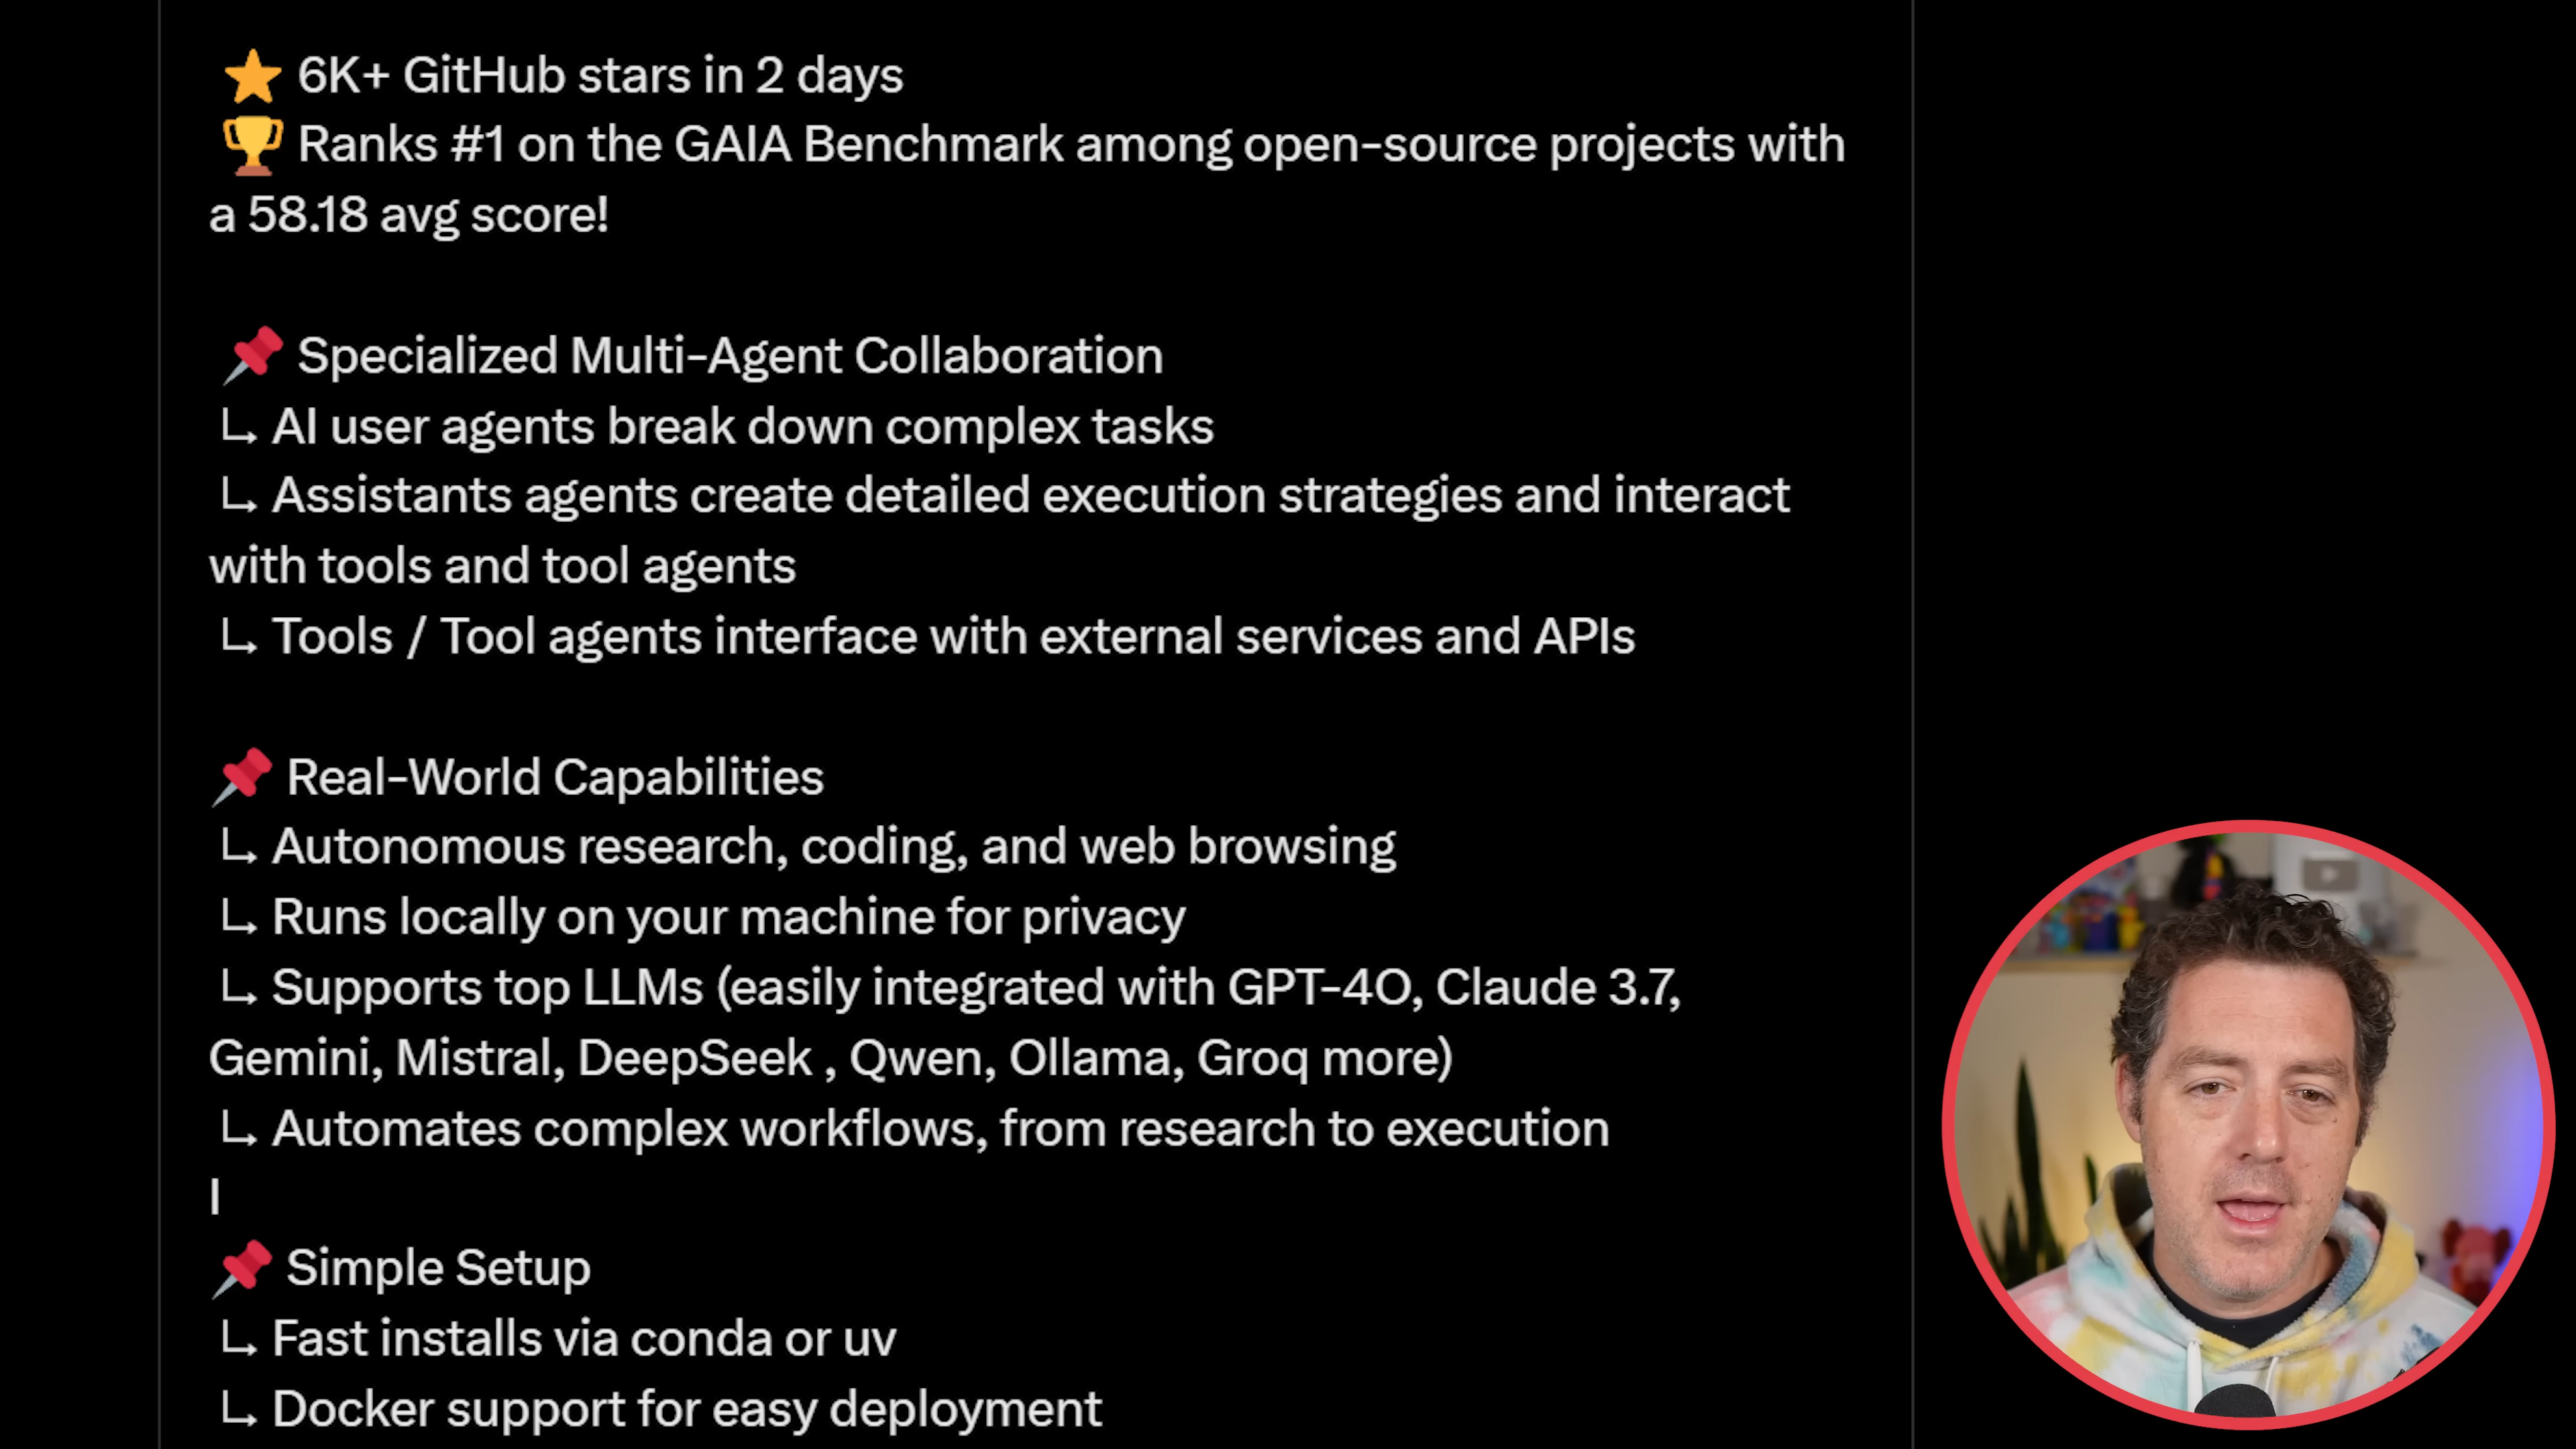 ⭐ 6K+ GitHub stars in 2 days
🏆 Ranks #1 on the GAIA Benchmark among open-source projects with
a 58.18 avg score!
📌 Specialized Multi-Agent Collaboration
↳ AI user agents break down complex tasks
↳ Assistants agents create detailed execution strategies and interact
with tools and tool agents
↳ Tools / Tool agents interface with external services and APIs
📌 Real-World Capabilities
↳ Autonomous research, coding, and web browsing
↳ Runs locally on your machine for privacy
↳ Supports top LLMs (easily integrated with GPT-4O, Claude 3.7,
Gemini, Mistral, DeepSeek , Qwen, Ollama, Groq more)
↳ Automates complex workflows, from research to execution
📌 Simple Setup
↳ Fast installs via conda or uv
↳ Docker support for easy deployment